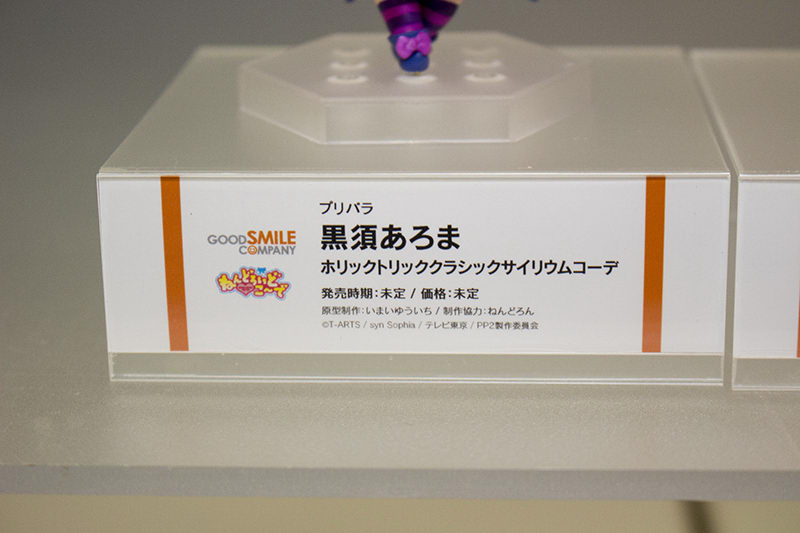 プリパラ
GOODSMILE
COMPANY
黒須あろま
ねんどろいど
こ〜で
ホリックトリッククラシックサイリウムコーデ
発売時期:未定 / 価格:未定
原型制作:いまいゆういち / 制作協力:ねんどろん
©T-ARTS / syn Sophia / テレビ東京 / PP2製作委員会